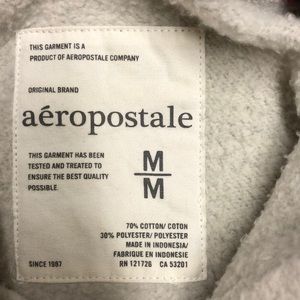 THIS GARMENT IS A
PRODUCT OF AEROPOSTALE COMPANY
ORIGINAL BRAND
aéropostale
THIS GARMENT HAS BEEN
TESTED AND TREATED TO
ENSURE THE BEST QUALITY
POSSIBLE.
M
M
70% COTTON/ COTON
30% POLYESTER/ POLYESTER
MADE IN INDONESIA/
FABRIQUE EN INDONESIE
SINCE 1987
RN 121726 CA 53201